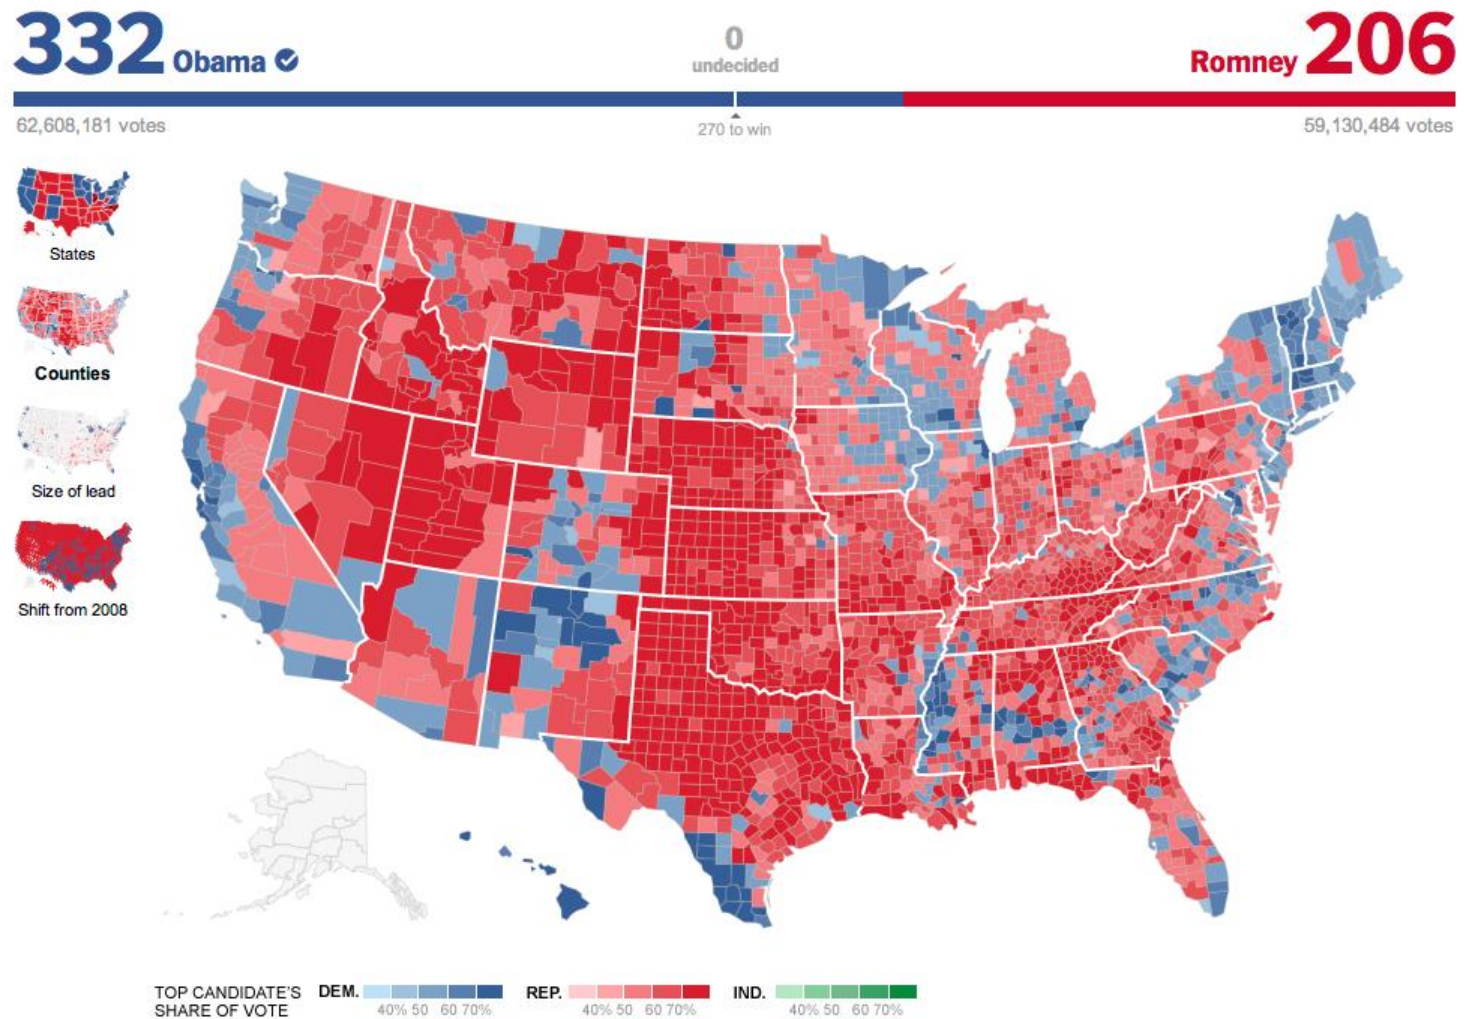 332 Obama
0
undecided
Romney 206
62,608,181 votes
270 to win
59,130,484 votes
States
Counties
Size of lead
Shift from 2008
TOP CANDIDATE'S
SHARE OF VOTE
DEM.
40% 50 60 70%
REP.
40% 50 60 70%
IND.
40% 50 60 70%